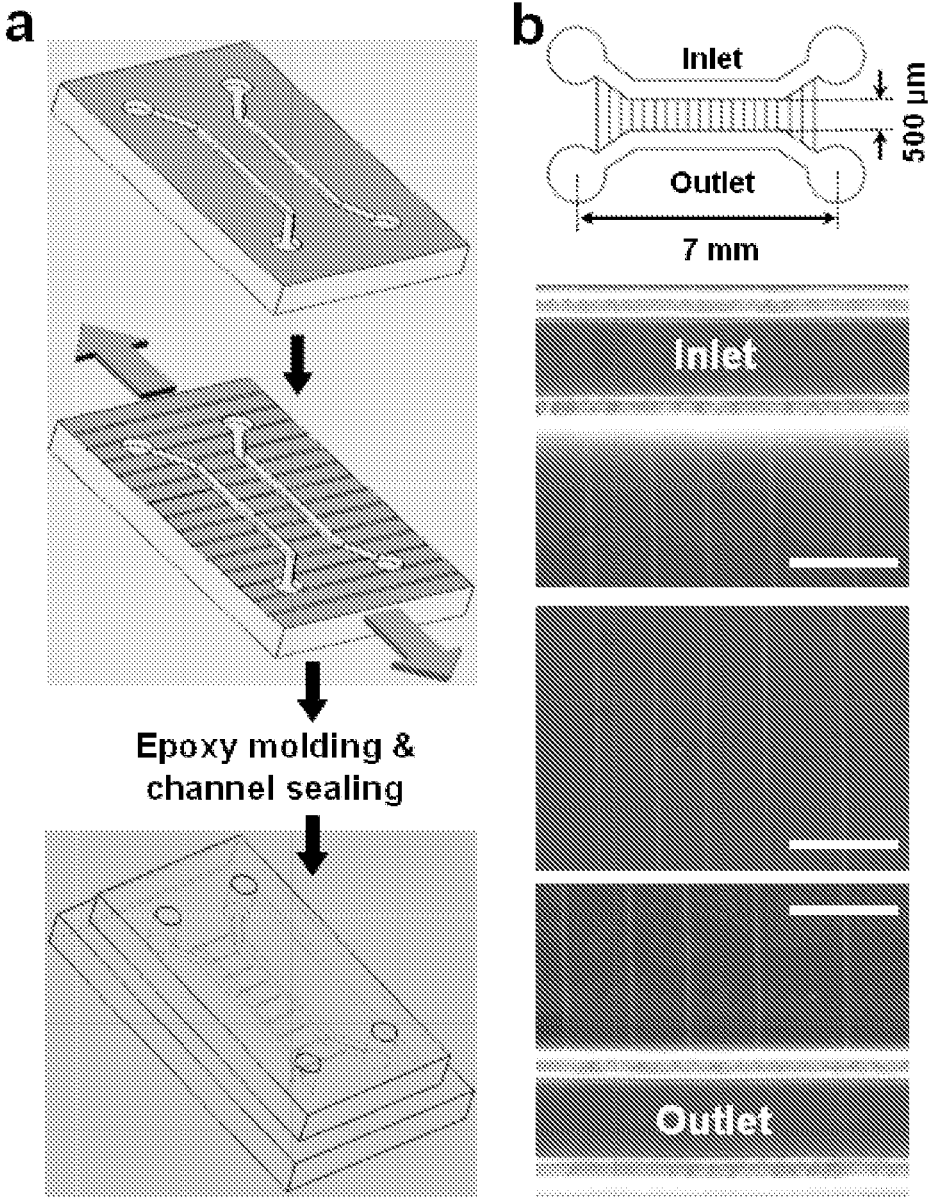 a
Epoxy molding &
channel sealing
b
Inlet
500 µm
Outlet
7 mm
Inlet
Outlet